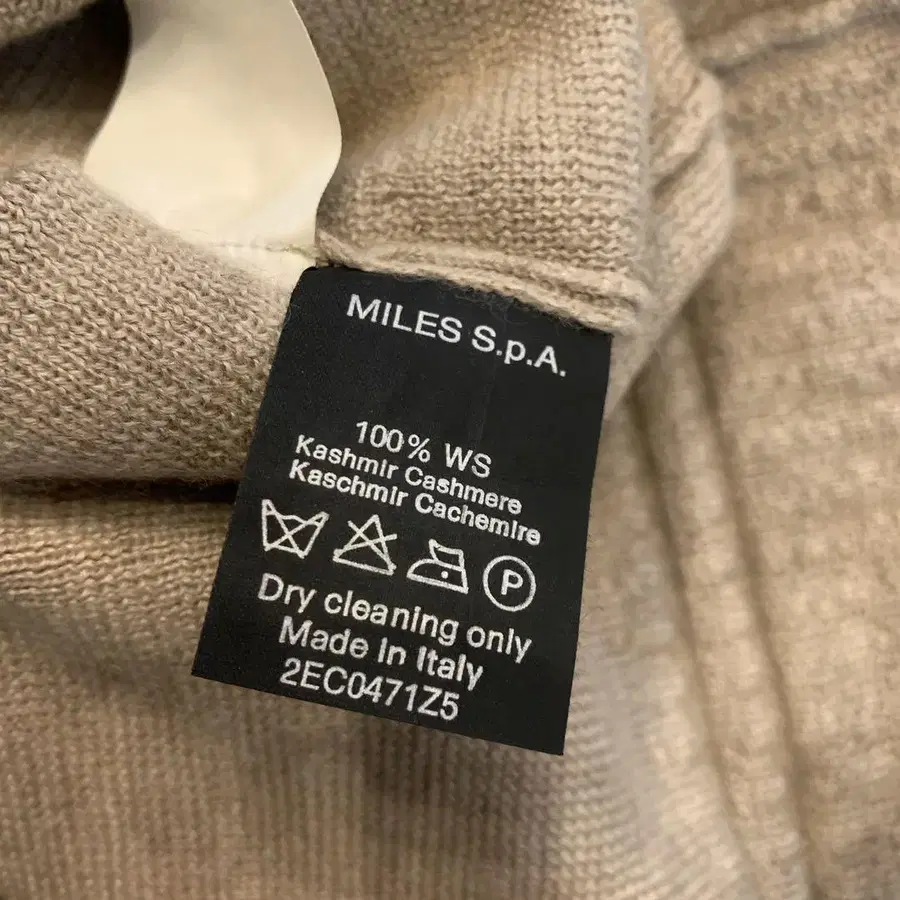 MILES S.p.A.
100% WS
Kashmir Cashmere
Kaschmir Cachemire
P
Dry cleaning only
Made in Italy
2EC0471Z5